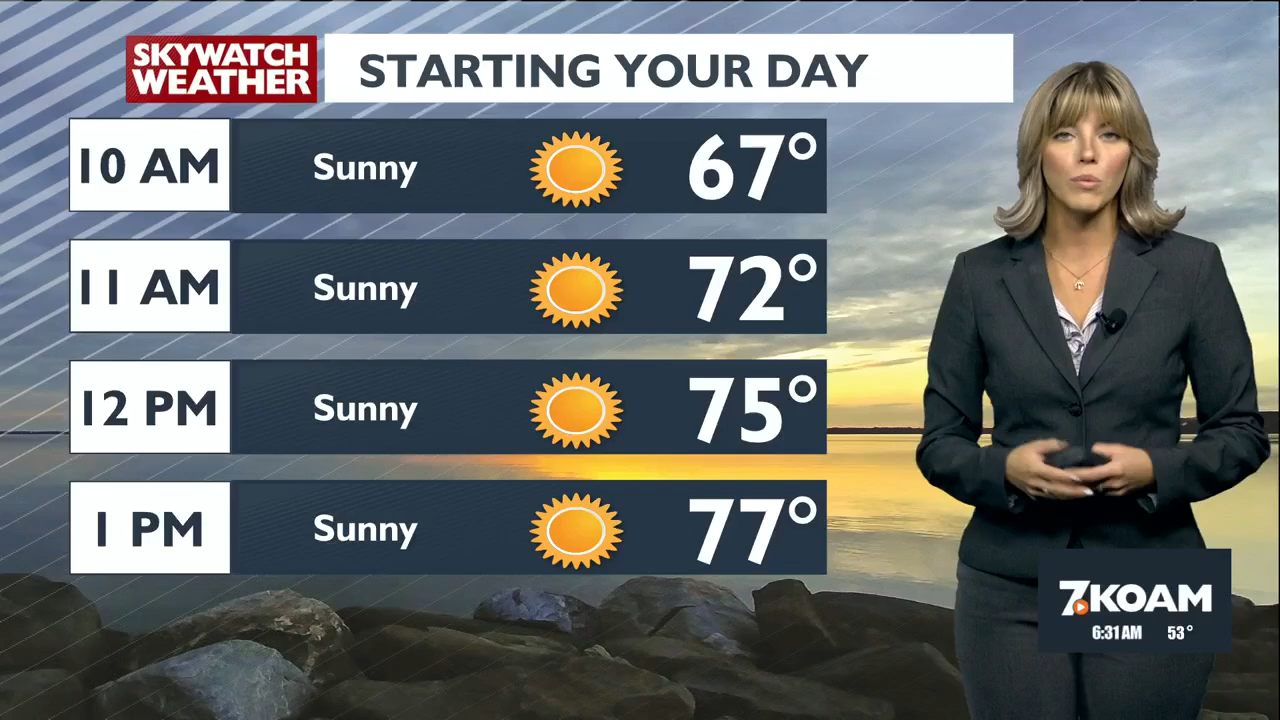 SKYWATCH
WEATHER
STARTING YOUR DAY
10 AM Sunny 67°
11 AM Sunny 72°
12 PM Sunny 75°
1 PM Sunny 77°
7KOAM
6:31 AM 53°